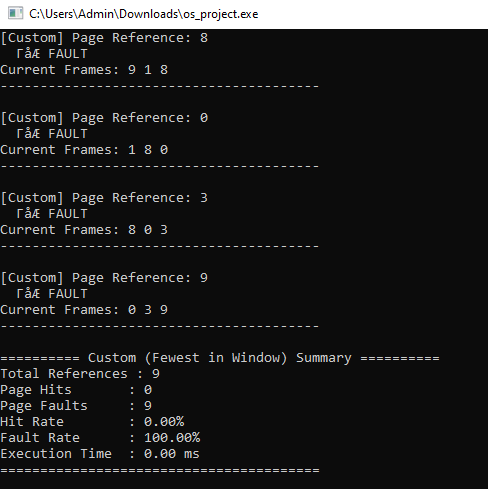 C:\Users\Admin\Downloads\os_project.exe
[Custom] Page Reference: 8
ΓåÆ FAULT
Current Frames: 9 1 8
----------------------------------------
[Custom] Page Reference: 0
ΓåÆ FAULT
Current Frames: 1 8 0
----------------------------------------
[Custom] Page Reference: 3
ΓåÆ FAULT
Current Frames: 8 0 3
----------------------------------------
[Custom] Page Reference: 9
ΓåÆ FAULT
Current Frames: 0 3 9
----------------------------------------
========== Custom (Fewest in Window) Summary ==========
Total References : 9
Page Hits       : 0
Page Faults     : 9
Hit Rate        : 0.00%
Fault Rate      : 100.00%
Execution Time  : 0.00 ms
========================================